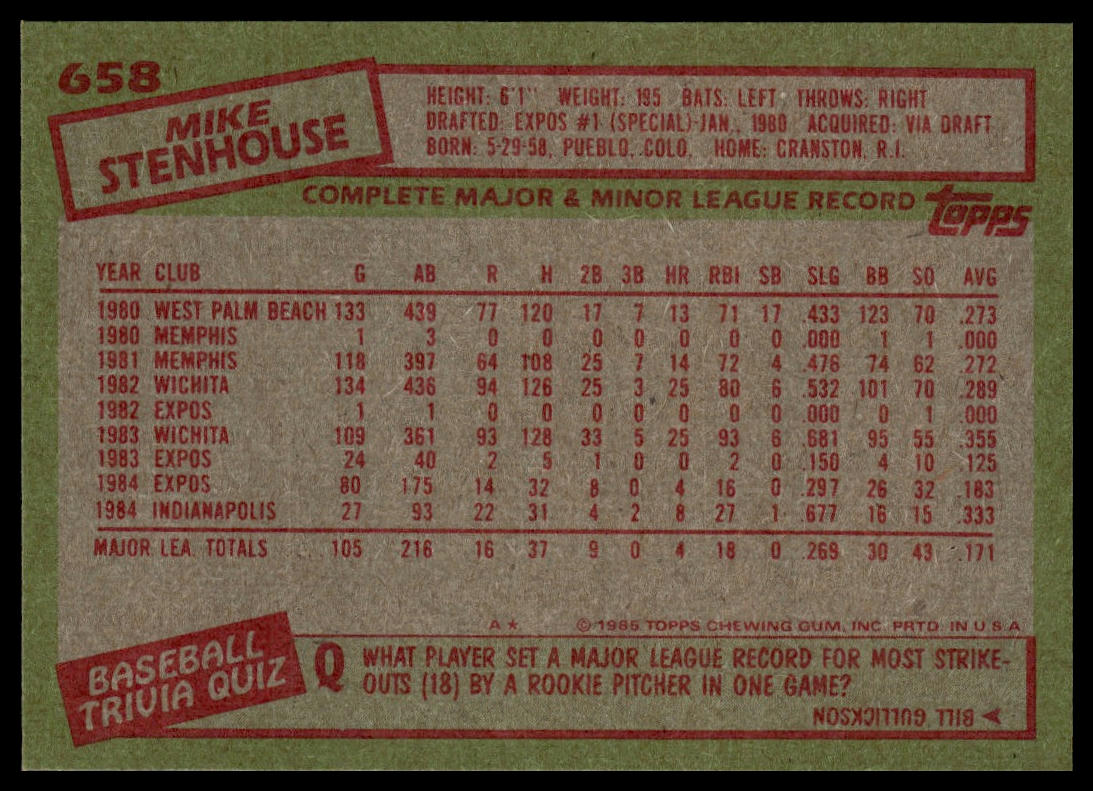 658
MIKE
STENHOUSE
HEIGHT: 6'1" WEIGHT: 195 BATS: LEFT THROWS: RIGHT
DRAFTED: EXPOS #1 (SPECIAL)-JAN., 1980 ACQUIRED: VIA DRAFT
BORN: 5-29-58, PUEBLO, COLO. HOME: CRANSTON, R.I.
COMPLETE MAJOR & MINOR LEAGUE RECORD topps
YEAR CLUB G AB R H 2B 3B HR RBI SB SLG BB SO AVG
1980 WEST PALM BEACH 133 439 77 120 17 7 13 71 17 .433 123 70 .273
1980 MEMPHIS 1 3 0 0 0 0 0 0 0 .000 1 1 .000
1981 MEMPHIS 118 397 64 108 25 7 14 72 4 .476 74 62 .272
1982 WICHITA 134 436 94 126 25 3 25 80 6 .532 101 70 .289
1982 EXPOS 1 1 0 0 0 0 0 0 0 .000 0 1 .000
1983 WICHITA 109 361 93 128 33 5 25 93 6 .681 95 55 .355
1983 EXPOS 24 40 2 5 1 0 0 2 0 .150 4 10 .125
1984 EXPOS 80 175 14 32 8 0 4 16 0 .297 26 32 .183
1984 INDIANAPOLIS 27 93 22 31 4 2 8 27 1 .677 16 15 .333
MAJOR LEA. TOTALS 105 216 16 37 9 0 4 18 0 .269 30 43 .171
A★ © 1985 TOPPS CHEWING GUM, INC. PRTD. IN U.S.A.
BASEBALL
TRIVIA QUIZ
Q WHAT PLAYER SET A MAJOR LEAGUE RECORD FOR MOST STRIKE-
OUTS (18) BY A ROOKIE PITCHER IN ONE GAME?
BILL GULLICKSON